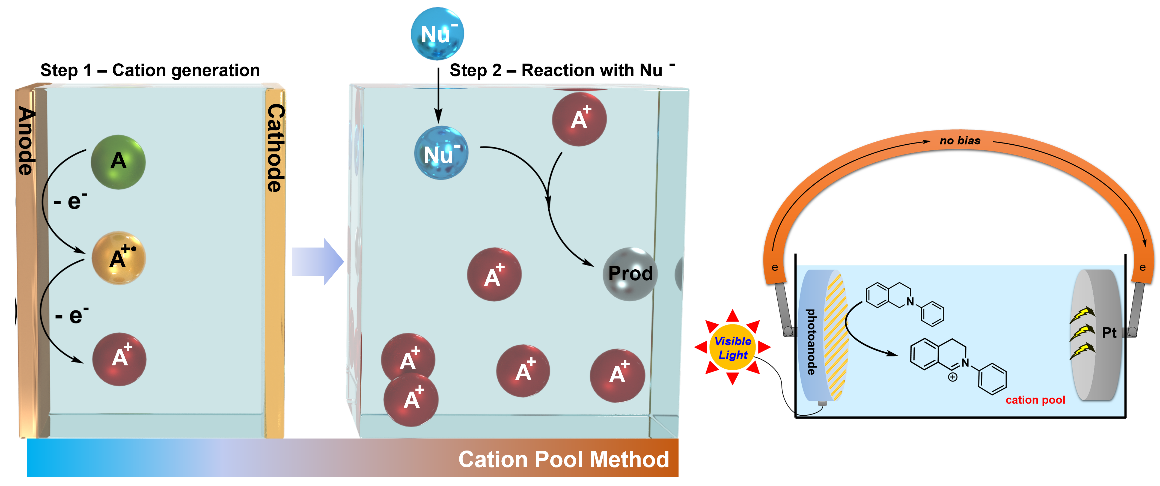 Nu⁻
Step 1 – Cation generation
Step 2 – Reaction with Nu ⁻
Anode
Cathode
A
- e⁻
A⁺•
- e⁻
A⁺
A⁺
Nu⁻
A⁺
Prod
A⁺
A⁺
A⁺
A⁺
Cation Pool Method
no bias
e
e
photoanode
N
Pt
Visible
Light
N
+
cation pool